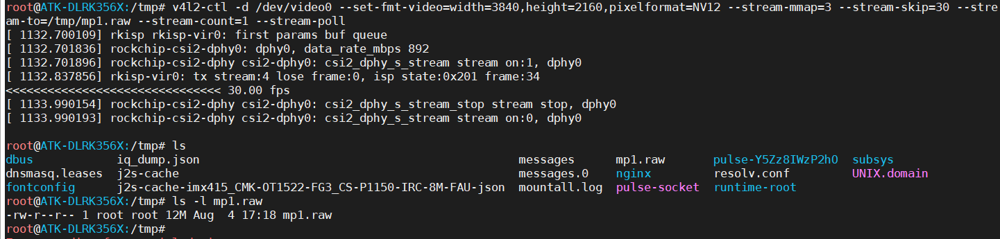 root@ATK-DLRK356X:/tmp# v4l2-ctl -d /dev/video0 --set-fmt-video=width=3840,height=2160,pixelformat=NV12 --stream-mmap=3 --stream-skip=30 --stre
am-to=/tmp/mp1.raw --stream-count=1 --stream-poll
[ 1132.700109] rkisp rkisp-vir0: first params buf queue
[ 1132.701836] rockchip-csi2-dphy0: dphy0, data_rate_mbps 892
[ 1132.701896] rockchip-csi2-dphy csi2-dphy0: csi2_dphy_s_stream stream on:1, dphy0
[ 1132.837856] rkisp-vir0: tx stream:4 lose frame:0, isp state:0x201 frame:34
<<<<<<<<<<<<<<<<<<<<<<<<<<<<<<< 30.00 fps
[ 1133.990154] rockchip-csi2-dphy csi2-dphy0: csi2_dphy_s_stream_stop stream stop, dphy0
[ 1133.990193] rockchip-csi2-dphy csi2-dphy0: csi2_dphy_s_stream stream on:0, dphy0
root@ATK-DLRK356X:/tmp# ls
dbus iq_dump.json messages mp1.raw pulse-Y5Zz8IWzP2hO subsys
dnsmasq.leases j2s-cache messages.0 nginx resolv.conf UNIX.domain
fontconfig j2s-cache-imx415_CMK-OT1522-FG3_CS-P1150-IRC-8M-FAU-json mountall.log pulse-socket runtime-root
root@ATK-DLRK356X:/tmp# ls -l mp1.raw
-rw-r--r-- 1 root root 12M Aug  4 17:18 mp1.raw
root@ATK-DLRK356X:/tmp#